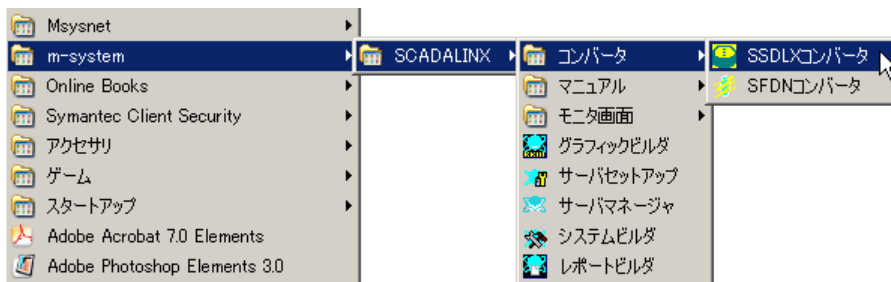 Msysnet
m-system
Online Books
Symantec Client Security
アクセサリ
ゲーム
スタートアップ
Adobe Acrobat 7.0 Elements
Adobe Photoshop Elements 3.0
SCADALINX
コンバータ
マニュアル
モニタ画面
グラフィックビルダ
サーバセットアップ
サーバマネージャ
システムビルダ
レポートビルダ
SSDLXコンバータ
SFDNコンバータ